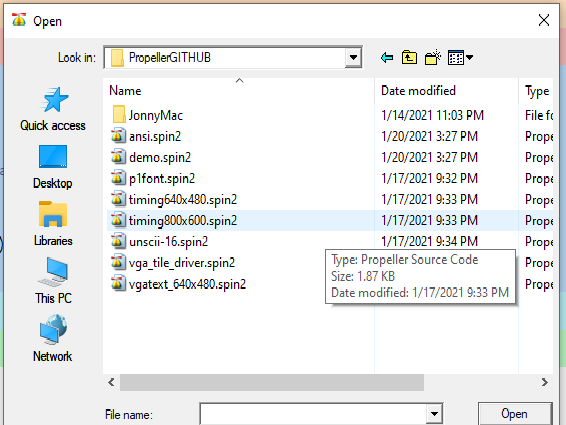 Open
Look in: PropellerGITHUB
Name Date modified Type
JonnyMac 1/14/2021 11:03 PM File fo
ansi.spin2 1/20/2021 3:27 PM Prope
demo.spin2 1/20/2021 3:27 PM Prope
p1font.spin2 1/17/2021 9:32 PM Prope
timing640x480.spin2 1/17/2021 9:33 PM Prope
timing800x600.spin2 1/17/2021 9:33 PM Prope
unscii-16.spin2 1/17/2021 9:34 PM Prope
vga_tile_driver.spin2 Prope
vgatext_640x480.spin2 Prope
Type: Propeller Source Code
Size: 1.87 KB
Date modified: 1/17/2021 9:33 PM
Quick access
Desktop
Libraries
This PC
Network
File name: Open